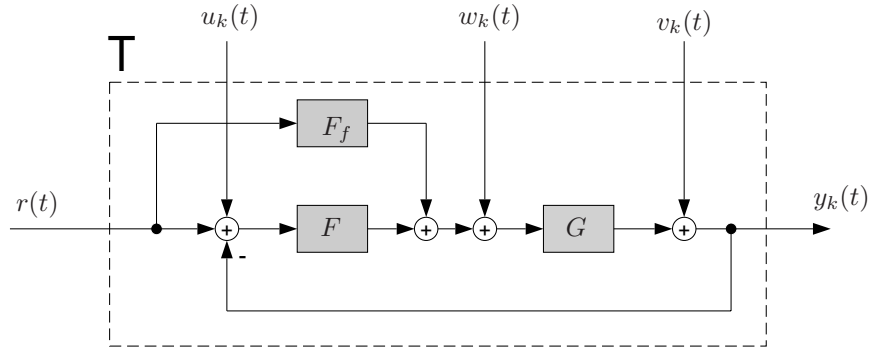 u_k(t) w_k(t) v_k(t)
T
F_f
r(t) y_k(t)
+ F + + G +
-